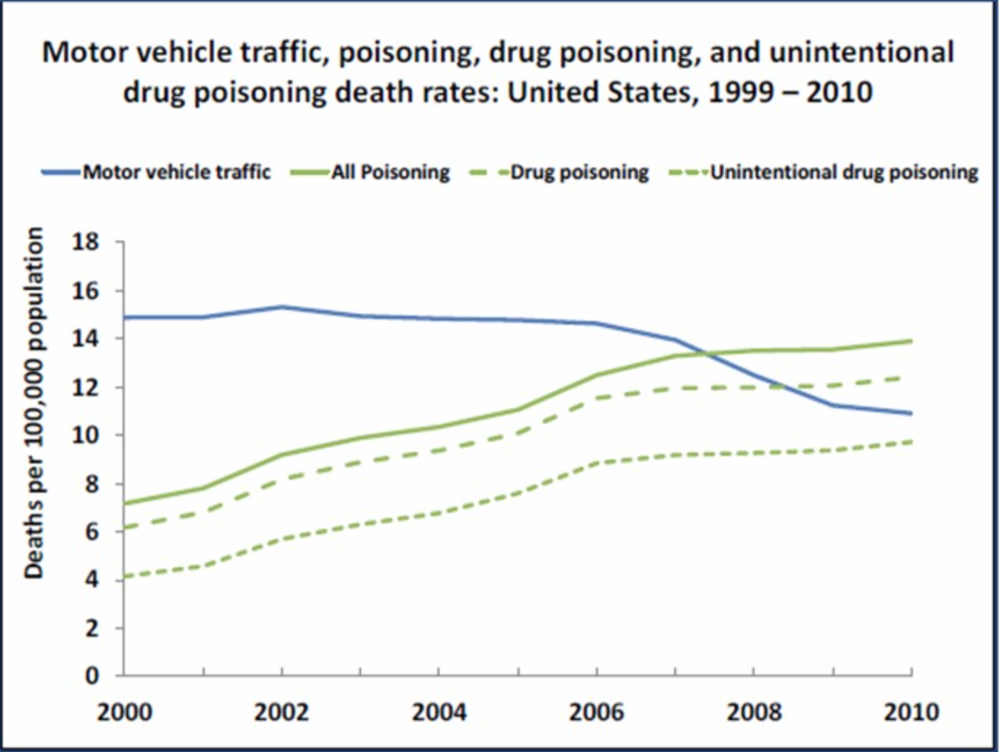 Motor vehicle traffic, poisoning, drug poisoning, and unintentional
drug poisoning death rates: United States, 1999 – 2010
Motor vehicle traffic All Poisoning Drug poisoning Unintentional drug poisoning
Deaths per 100,000 population
18
16
14
12
10
8
6
4
2
0
2000 2002 2004 2006 2008 2010